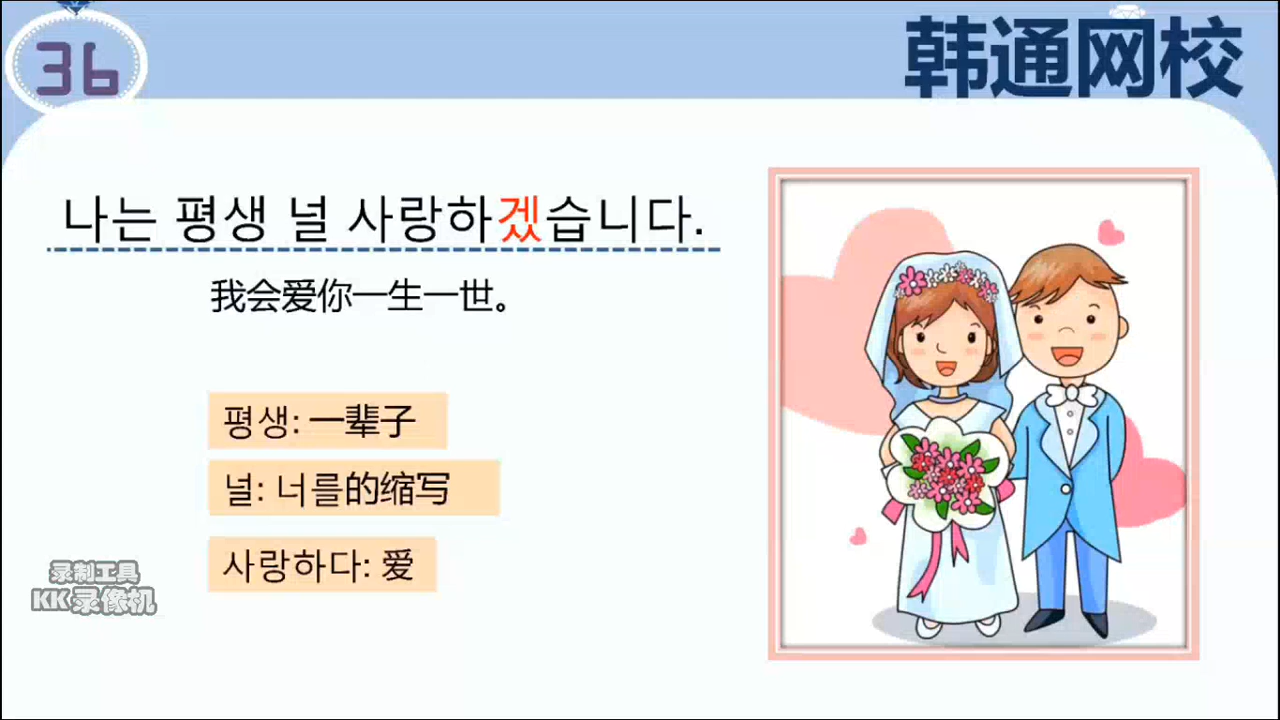 36
韩通网校
나는 평생 널 사랑하겠습니다.
我会爱你一生一世。
평생: 一辈子
널: 너를的缩写
사랑하다: 爱
录制工具
KK录像机